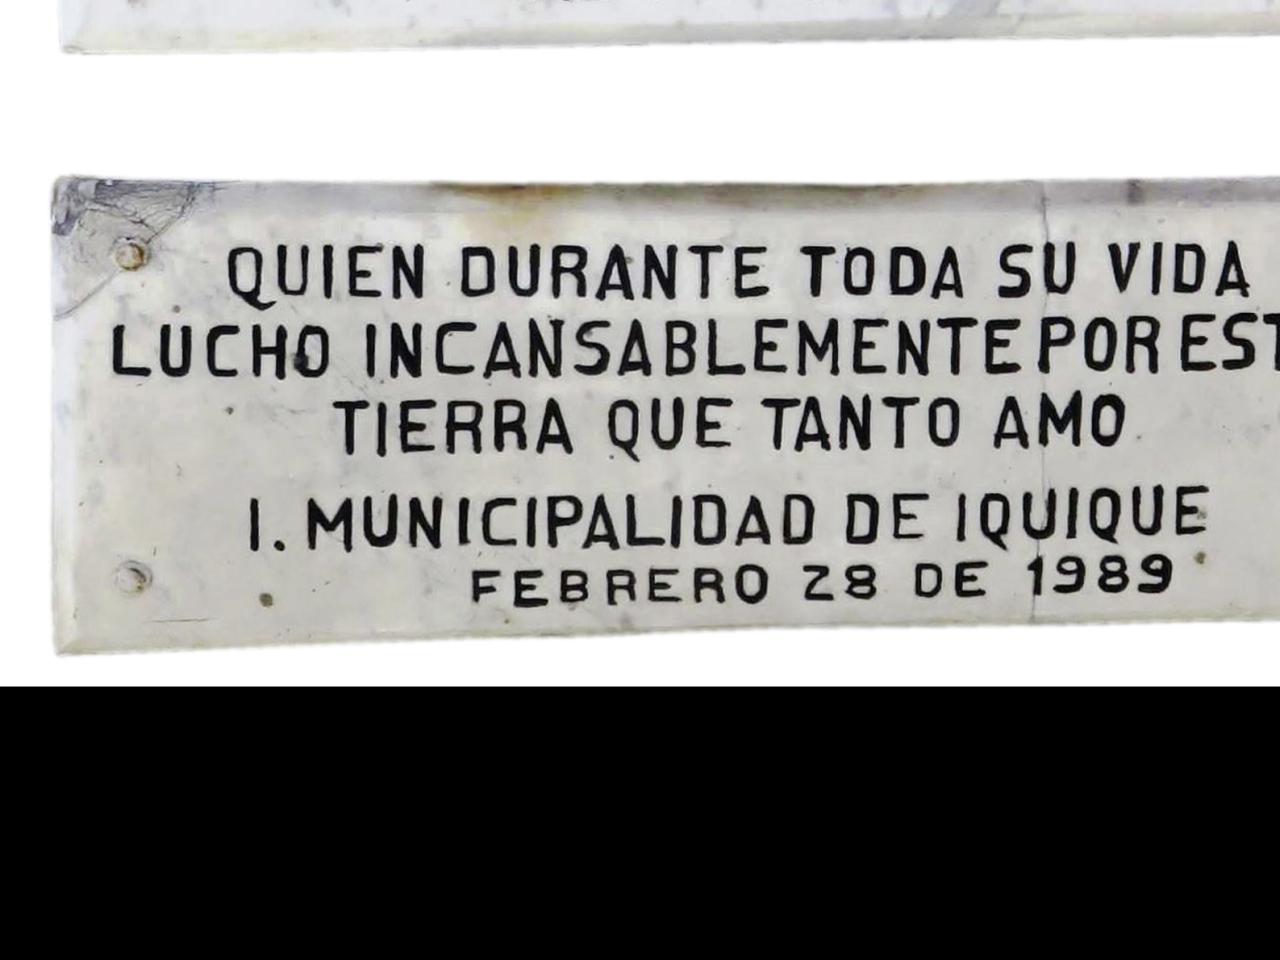 QUIEN DURANTE TODA SU VIDA
LUCHO INCANSABLEMENTE POR EST
TIERRA QUE TANTO AMO
I. MUNICIPALIDAD DE IQUIQUE
FEBRERO 28 DE 1989